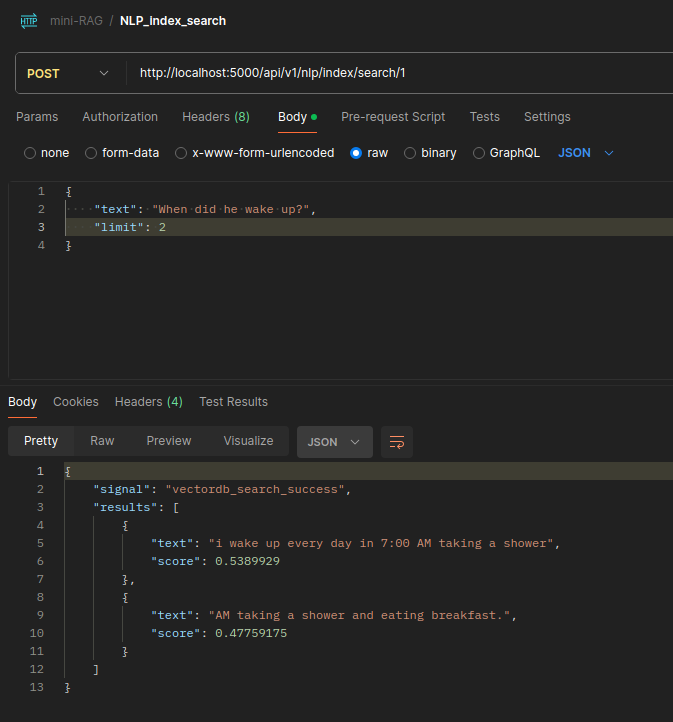 HTTP mini-RAG / NLP_index_search
POST http://localhost:5000/api/v1/nlp/index/search/1
Params Authorization Headers (8) Body Pre-request Script Tests Settings
none form-data x-www-form-urlencoded raw binary GraphQL JSON
1 {
2 "text": "When did he wake up?",
3 "limit": 2
4 }
Body Cookies Headers (4) Test Results
Pretty Raw Preview Visualize JSON
1 {
2 "signal": "vectordb_search_success",
3 "results": [
4 {
5 "text": "i wake up every day in 7:00 AM taking a shower",
6 "score": 0.5389929
7 },
8 {
9 "text": "AM taking a shower and eating breakfast.",
10 "score": 0.47759175
11 }
12 ]
13 }